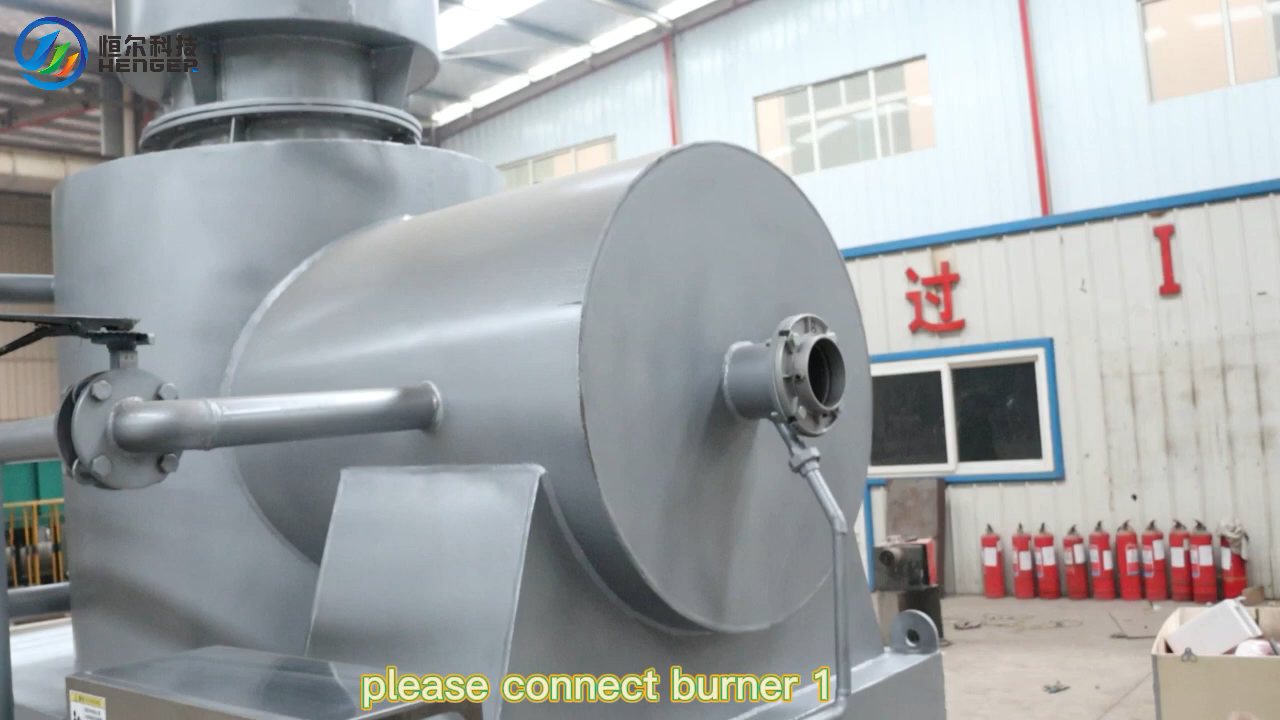 恒尔科技
HENGER
过
工
please connect burner 1